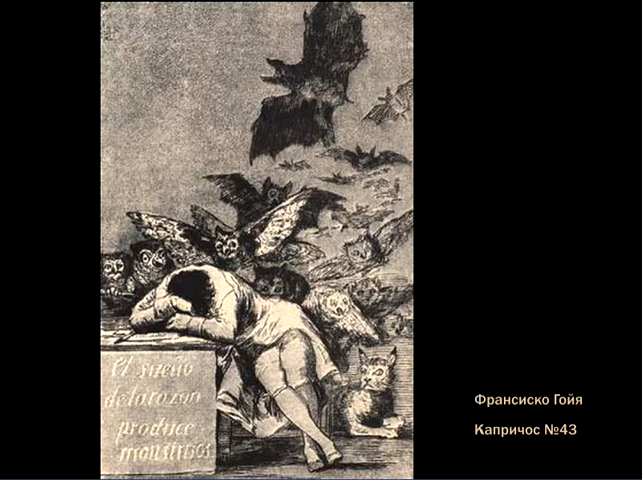 El sueño
de la razon
produce
monstruos
Франсиско Гойя
Капричос №43